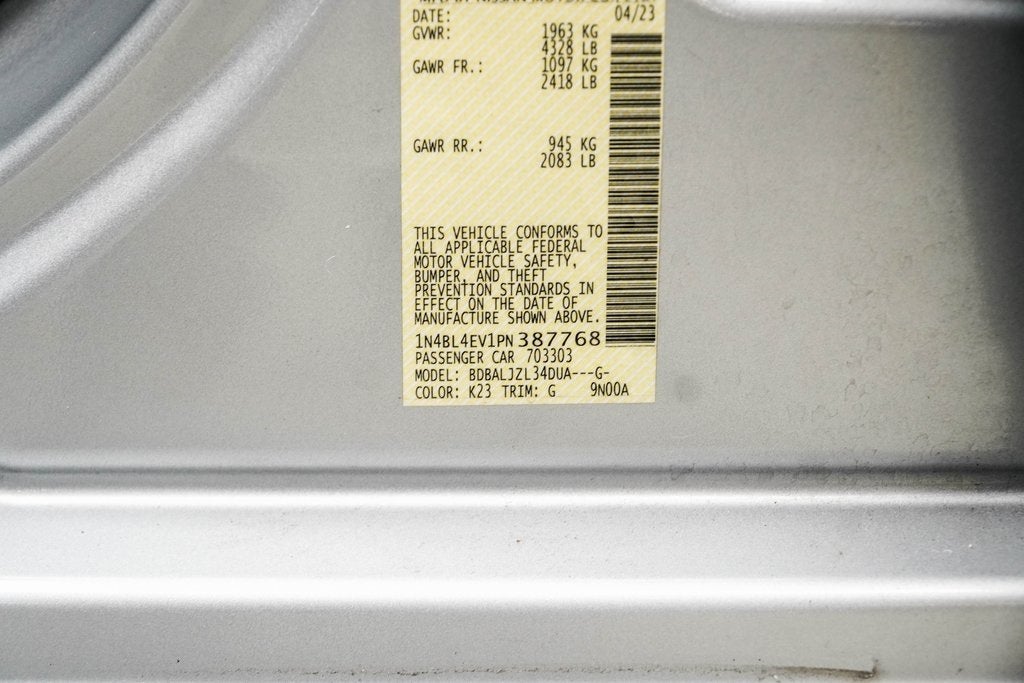 DATE: 04/23
GVWR: 1963 KG
4328 LB
GAWR FR.: 1097 KG
2418 LB
GAWR RR.: 945 KG
2083 LB
THIS VEHICLE CONFORMS TO
ALL APPLICABLE FEDERAL
MOTOR VEHICLE SAFETY,
BUMPER, AND THEFT
PREVENTION STANDARDS IN
EFFECT ON THE DATE OF
MANUFACTURE SHOWN ABOVE.
1N4BL4EV1PN387768
PASSENGER CAR 703303
MODEL: BDBALJZL34DUA---G-
COLOR: K23 TRIM: G 9N00A